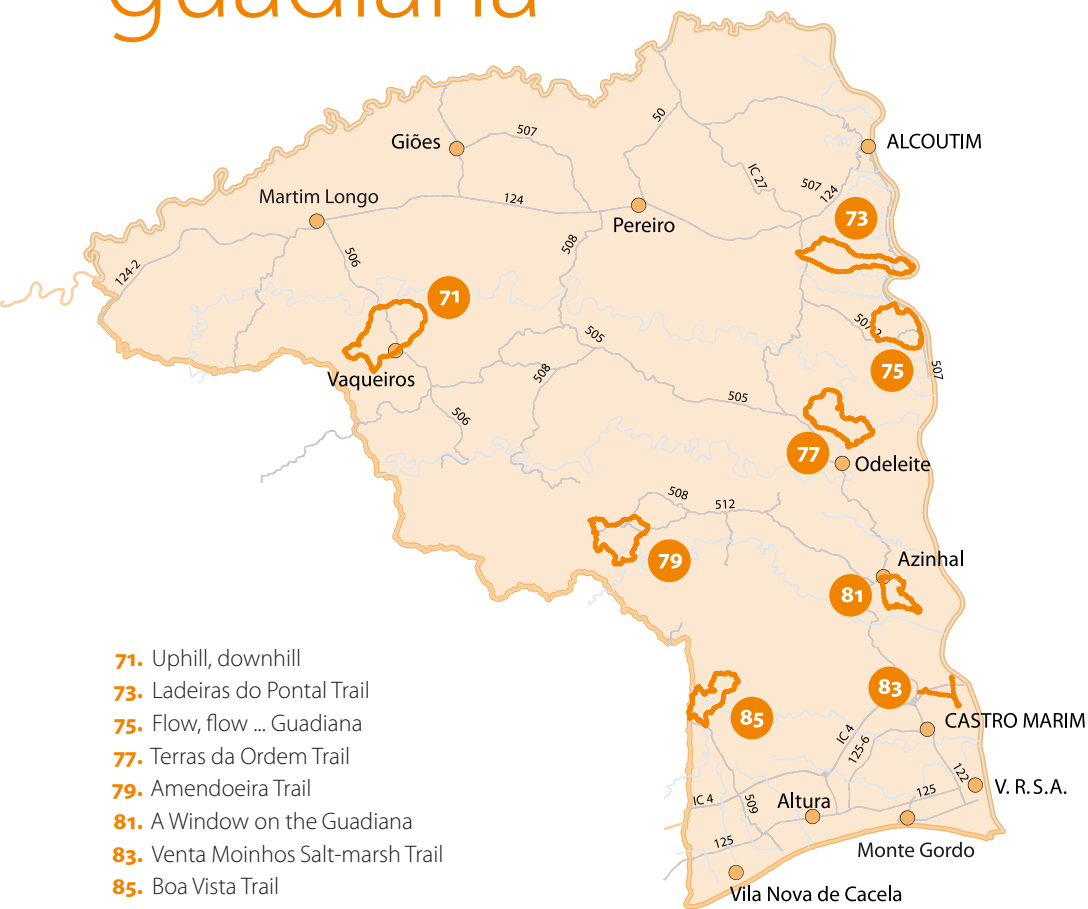 guadiana
Giões
507
50
ALCOUTIM
IC 27
507
124
Martim Longo
124
73
Pereiro
508
506
124-2
71
507-2
505
75
507
Vaqueiros
508
505
506
77
Odeleite
508
512
79
Azinhal
81
71. Uphill, downhill
73. Ladeiras do Pontal Trail
75. Flow, flow ... Guadiana
77. Terras da Ordem Trail
79. Amendoeira Trail
81. A Window on the Guadiana
83. Venta Moinhos Salt-marsh Trail
85. Boa Vista Trail
83
85
CASTRO MARIM
IC 4
125-6
122
V. R. S. A.
IC 4
509
Altura
125
125
Monte Gordo
Vila Nova de Cacela